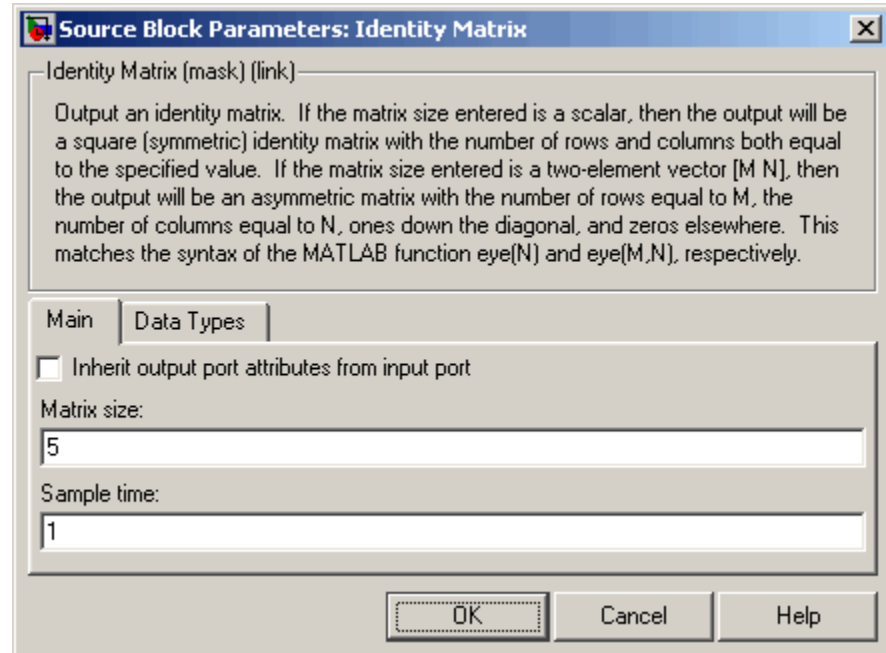 Source Block Parameters: Identity Matrix
Identity Matrix (mask) (link)
Output an identity matrix.  If the matrix size entered is a scalar, then the output will be
a square (symmetric) identity matrix with the number of rows and columns both equal
to the specified value.  If the matrix size entered is a two-element vector [M N], then
the output will be an asymmetric matrix with the number of rows equal to M, the
number of columns equal to N, ones down the diagonal, and zeros elsewhere.  This
matches the syntax of the MATLAB function eye(N) and eye(M,N), respectively.
Main Data Types
Inherit output port attributes from input port
Matrix size:
5
Sample time:
1
OK Cancel Help